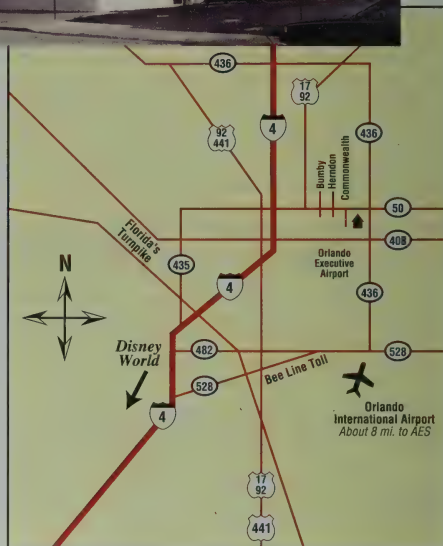 436
17
92
4
92
441
436
Bumby
Herndon
Commonwealth
50
Florida's
Turnpike
408
435
Orlando
Executive
Airport
N
4
436
Disney
World
482
528
528
Bee Line Toll
4
Orlando
International Airport
About 8 mi. to AES
17
92
441